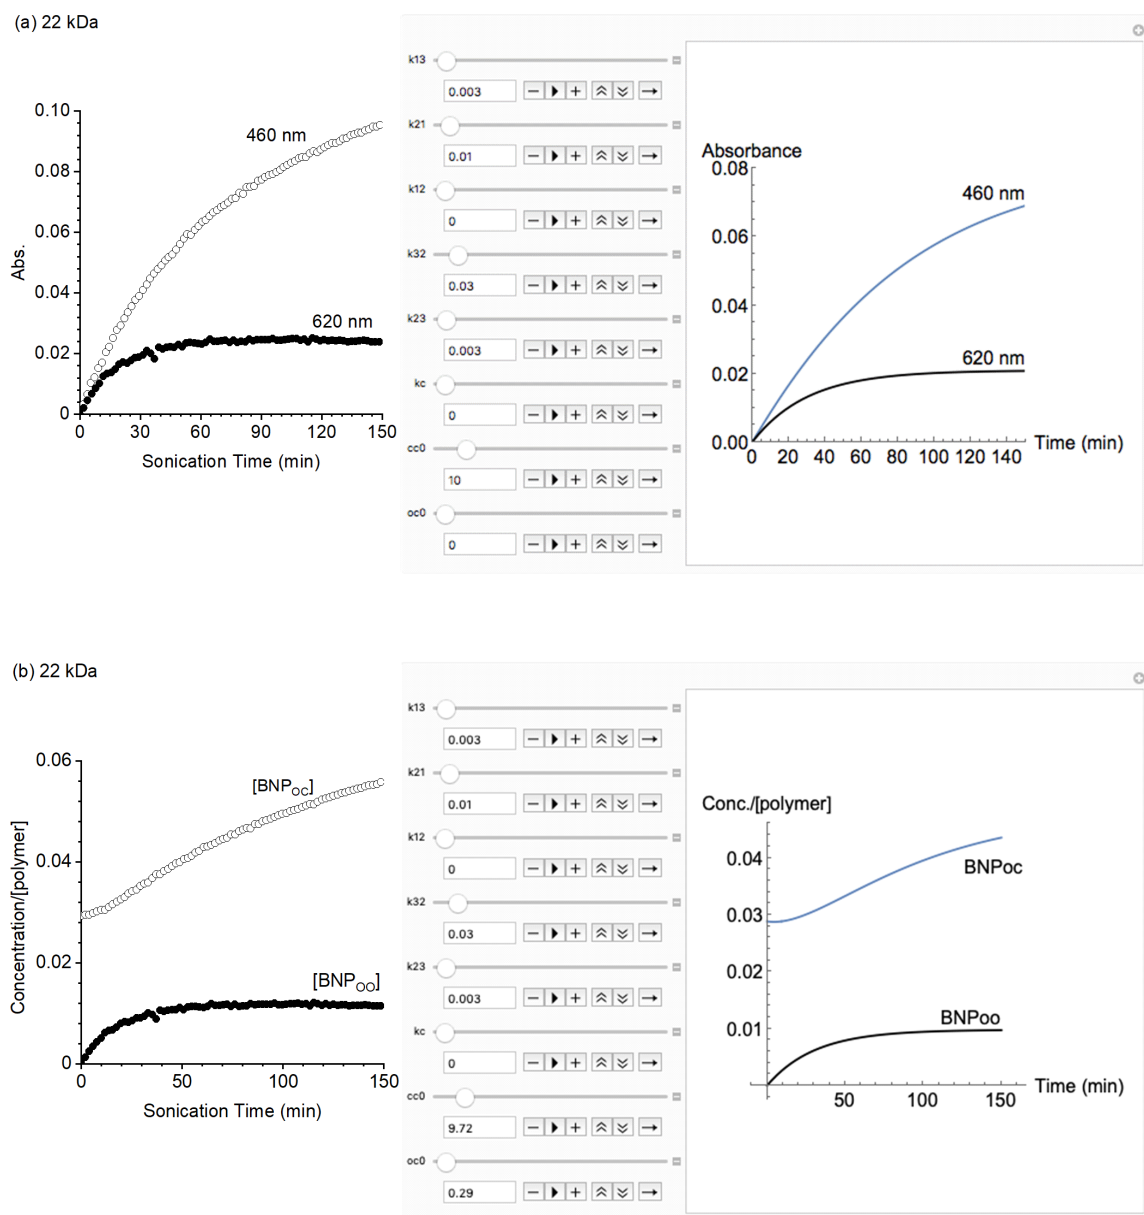 (a) 22 kDa
0.10
0.08
0.06
0.04
0.02
0
Abs.
460 nm
620 nm
0 30 60 90 120 150
Sonication Time (min)
k13
0.003
k21
0.01
k12
0
k32
0.03
k23
0.003
kc
0
cc0
10
oc0
0
Absorbance
0.08
0.06
0.04
0.02
0.00
460 nm
620 nm
0 20 40 60 80 100 120 140
Time (min)
(b) 22 kDa
0.06
0.04
0.02
0
Concentration/[polymer]
[BNPOC]
[BNPOO]
0 50 100 150
Sonication Time (min)
k13
0.003
k21
0.01
k12
0
k32
0.03
k23
0.003
kc
0
cc0
9.72
oc0
0.29
Conc./[polymer]
0.04
0.03
0.02
0.01
BNPoc
BNPoo
50 100 150
Time (min)